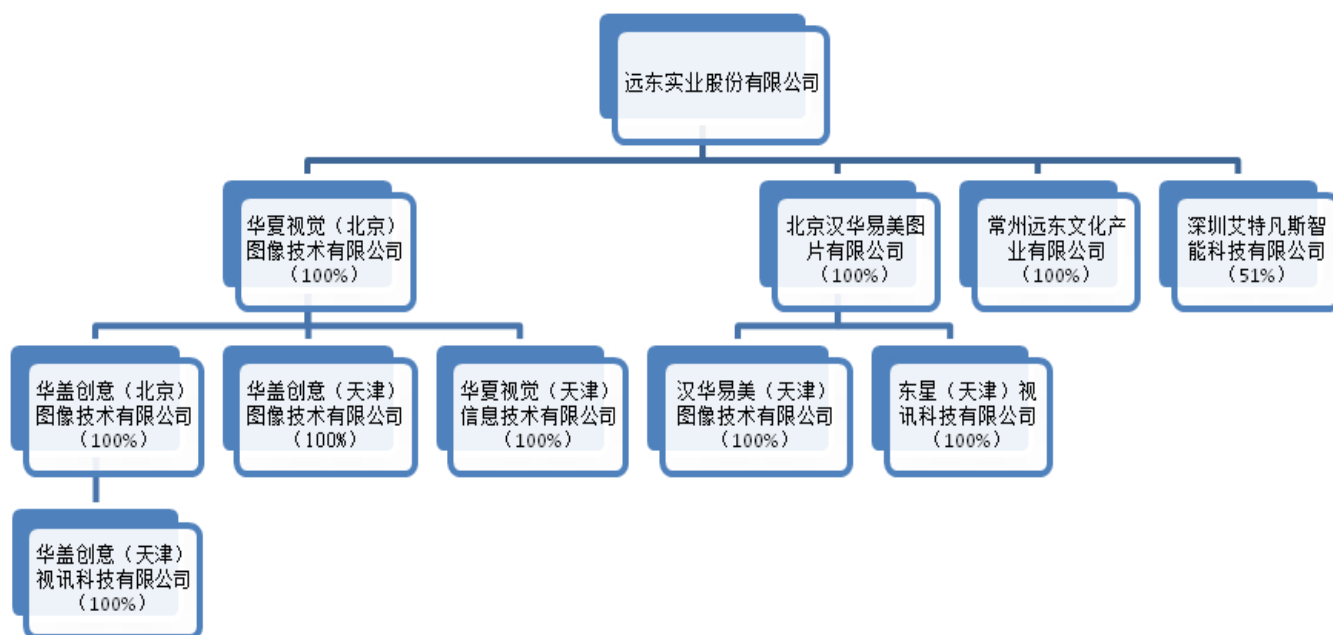 远东实业股份有限公司
华夏视觉（北京）
图像技术有限公司
（100%）
北京汉华易美图
片有限公司
（100%）
常州远东文化产
业有限公司
（100%）
深圳艾特凡斯智
能科技有限公司
（51%）
华盖创意（北京）
图像技术有限公司
（100%）
华盖创意（天津）
图像技术有限公司
（100%）
华夏视觉（天津）
信息技术有限公司
（100%）
汉华易美（天津）
图像技术有限公司
（100%）
东星（天津）视
讯科技有限公司
（100%）
华盖创意（天津）
视讯科技有限公司
（100%）